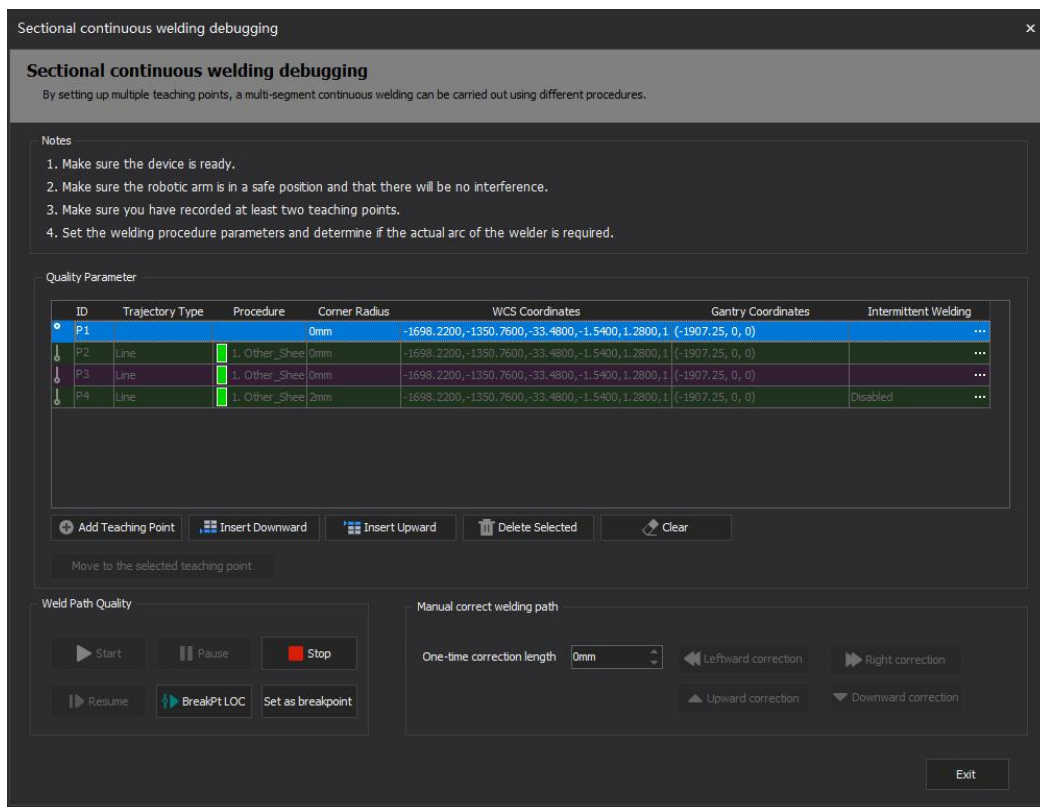 Sectional continuous welding debugging
Sectional continuous welding debugging
By setting up multiple teaching points, a multi-segment continuous welding can be carried out using different procedures.
Notes
1. Make sure the device is ready.
2. Make sure the robotic arm is in a safe position and that there will be no interference.
3. Make sure you have recorded at least two teaching points.
4. Set the welding procedure parameters and determine if the actual arc of the welder is required.
Quality Parameter
ID Trajectory Type Procedure Corner Radius WCS Coordinates Gantry Coordinates Intermittent Welding
P1 0mm -1698.2200,-1350.7600,-33.4800,-1.5400,1.2800,1 (-1907.25, 0, 0) ...
P2 Line 1. Other_Shee 0mm -1698.2200,-1350.7600,-33.4800,-1.5400,1.2800,1 (-1907.25, 0, 0) ...
P3 Line 1. Other_Shee 0mm -1698.2200,-1350.7600,-33.4800,-1.5400,1.2800,1 (-1907.25, 0, 0) ...
P4 Line 1. Other_Shee 2mm -1698.2200,-1350.7600,-33.4800,-1.5400,1.2800,1 (-1907.25, 0, 0) Disabled ...
Add Teaching Point Insert Downward Insert Upward Delete Selected Clear
Move to the selected teaching point
Weld Path Quality
Start Pause Stop
Resume BreakPt LOC Set as breakpoint
Manual correct welding path
One-time correction length 0mm Leftward correction Right correction
Upward correction Downward correction
Exit